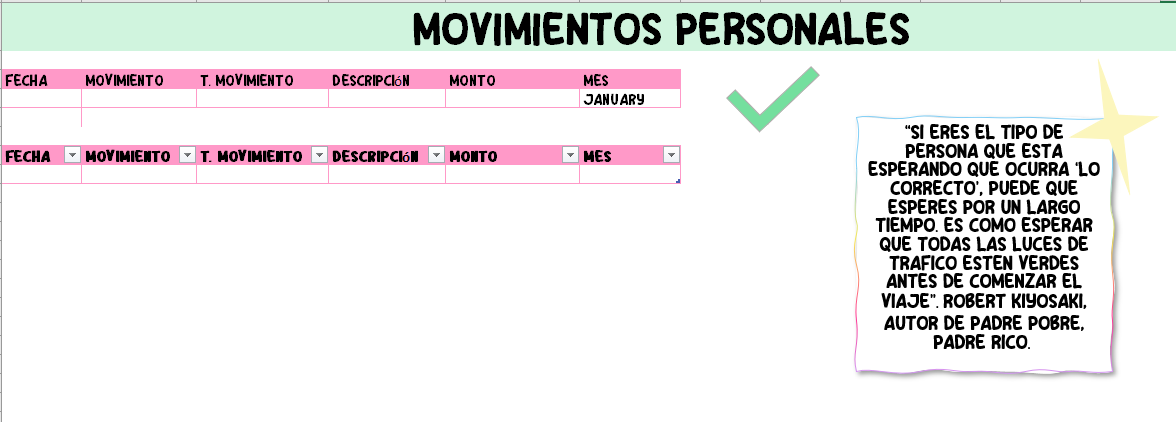 MOVIMIENTOS PERSONALES
FECHA MOVIMIENTO T. MOVIMIENTO DESCRIPCIÓN MONTO MES
JANUARY
FECHA MOVIMIENTO T. MOVIMIENTO DESCRIPCIÓN MONTO MES
"SI ERES EL TIPO DE
PERSONA QUE ESTA
ESPERANDO QUE OCURRA 'LO
CORRECTO', PUEDE QUE
ESPERES POR UN LARGO
TIEMPO. ES COMO ESPERAR
QUE TODAS LAS LUCES DE
TRAFICO ESTEN VERDES
ANTES DE COMENZAR EL
VIAJE". ROBERT KIYOSAKI,
AUTOR DE PADRE POBRE,
PADRE RICO.